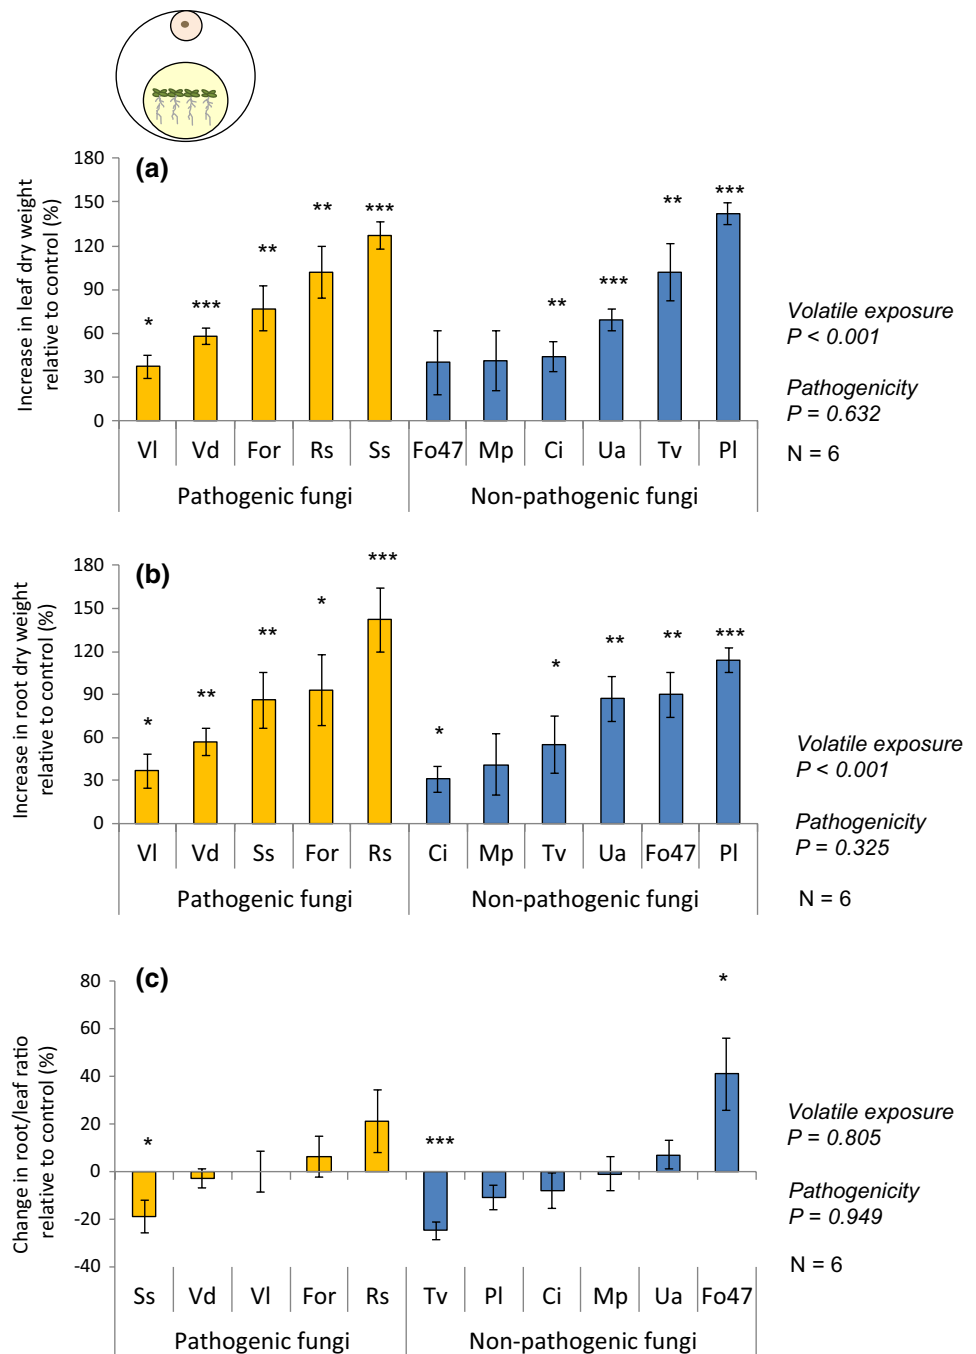 (a)
Increase in leaf dry weight
relative to control (%)
180
150
120
90
60
30
0
* *** ** ** *** ** *** ** ***
Vl Vd For Rs Ss Fo47 Mp Ci Ua Tv Pl
Pathogenic fungi Non-pathogenic fungi
Volatile exposure
P < 0.001
Pathogenicity
P = 0.632
N = 6
(b)
Increase in root dry weight
relative to control (%)
180
150
120
90
60
30
0
* ** ** * *** * * ** ** ***
Vl Vd Ss For Rs Ci Mp Tv Ua Fo47 Pl
Pathogenic fungi Non-pathogenic fungi
Volatile exposure
P < 0.001
Pathogenicity
P = 0.325
N = 6
(c)
Change in root/leaf ratio
relative to control (%)
80
60
40
20
0
-20
-40
* *** *
Ss Vd Vl For Rs Tv Pl Ci Mp Ua Fo47
Pathogenic fungi Non-pathogenic fungi
Volatile exposure
P = 0.805
Pathogenicity
P = 0.949
N = 6